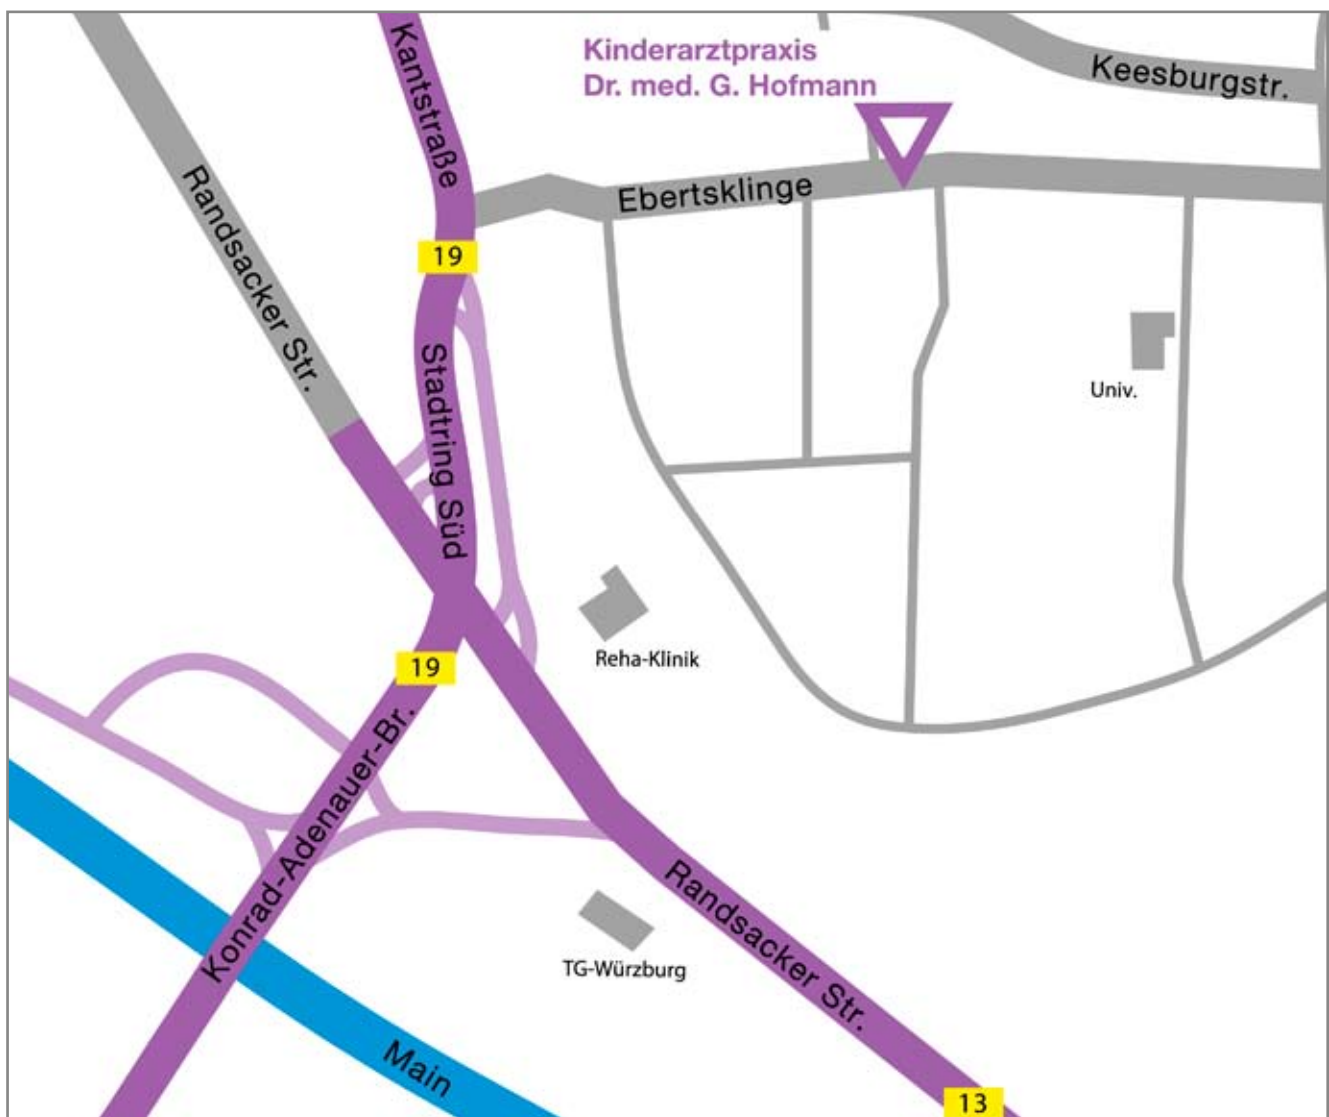 Kantstraße
Kinderarztpraxis
Dr. med. G. Hofmann
Keesburgstr.
Randsacker Str.
Ebertsklinge
19
Stadtring Süd
Univ.
19
Reha-Klinik
Konrad-Adenauer-Br.
Randsacker Str.
TG-Würzburg
Main
13